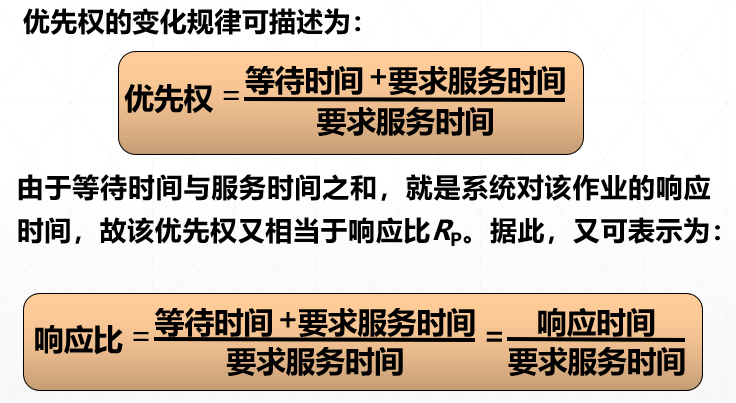 优先权的变化规律可描述为：
优先权 = 等待时间 +要求服务时间
要求服务时间
由于等待时间与服务时间之和，就是系统对该作业的响应
时间，故该优先权又相当于响应比RP。据此，又可表示为：
响应比 = 等待时间 +要求服务时间 = 响应时间
要求服务时间 要求服务时间